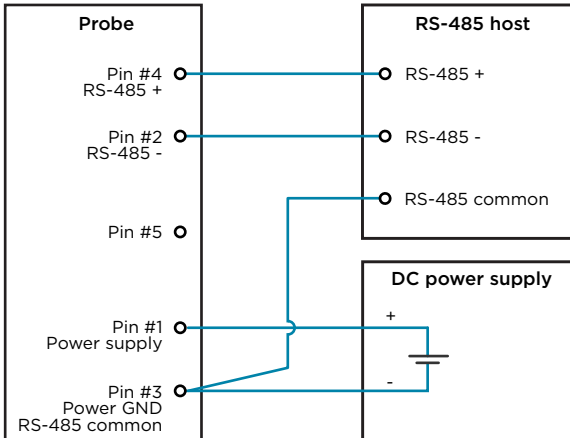 Probe
Pin #4
RS-485 +
Pin #2
RS-485 -
Pin #5
Pin #1
Power supply
Pin #3
Power GND
RS-485 common
RS-485 host
RS-485 +
RS-485 -
RS-485 common
DC power supply
+
-